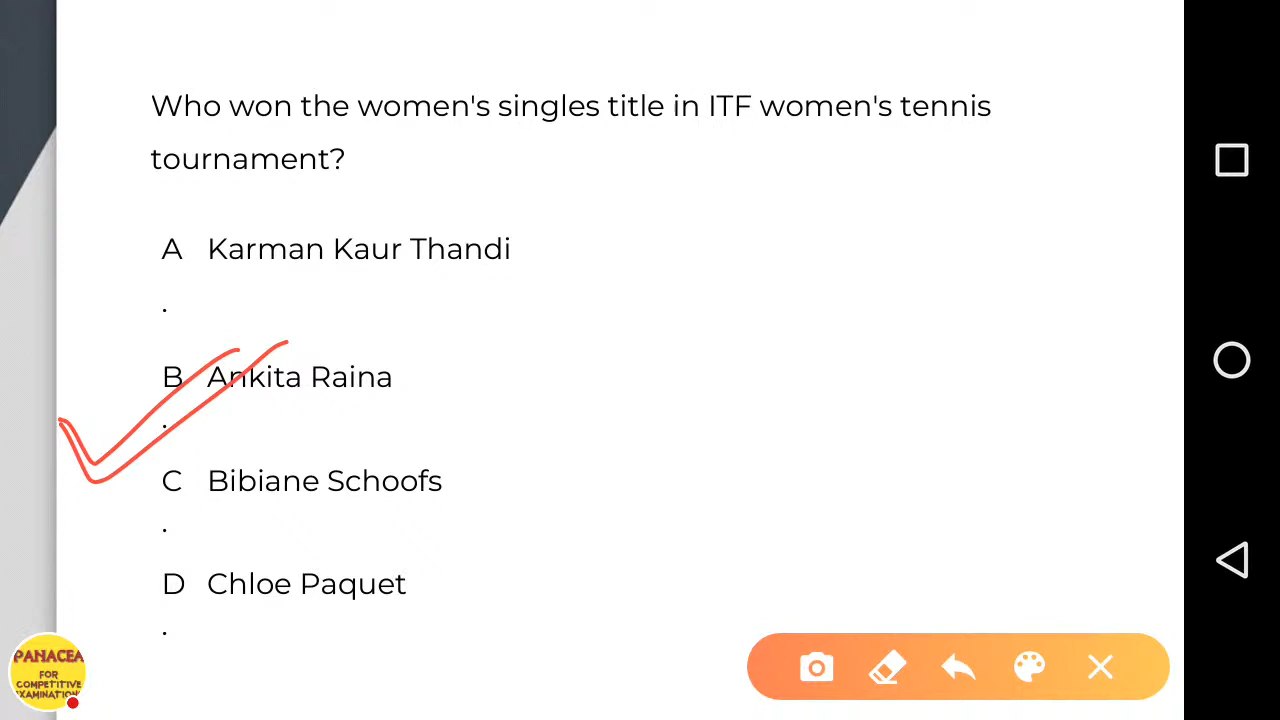 Who won the women's singles title in ITF women's tennis
tournament?
A Karman Kaur Thandi
.
B Ankita Raina
.
C Bibiane Schoofs
.
D Chloe Paquet
.
PANACEA
FOR
COMPETITIVE
EXAMINATION